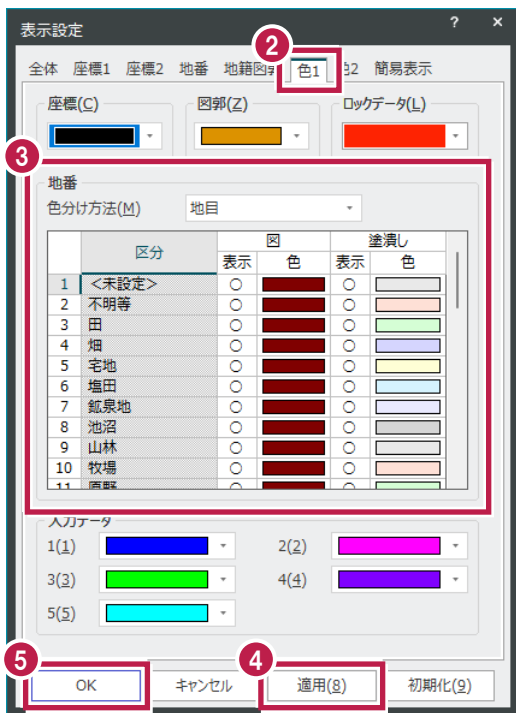 表示設定 ? ×
2
全体 座標1 座標2 地番 地籍図郭 色1 色2 簡易表示
座標(C) 図郭(Z) ロックデータ(L)
3
地番
色分け方法(M) 地目
区分 図 塗潰し
表示 色 表示 色
1 <未設定> ○ ○
2 不明等 ○ ○
3 田 ○ ○
4 畑 ○ ○
5 宅地 ○ ○
6 塩田 ○ ○
7 鉱泉地 ○ ○
8 池沼 ○ ○
9 山林 ○ ○
10 牧場 ○ ○
11 原野 ○ ○
入力データ
1(1) 2(2)
3(3) 4(4)
5(5)
5 4
OK キャンセル 適用(8) 初期化(9)